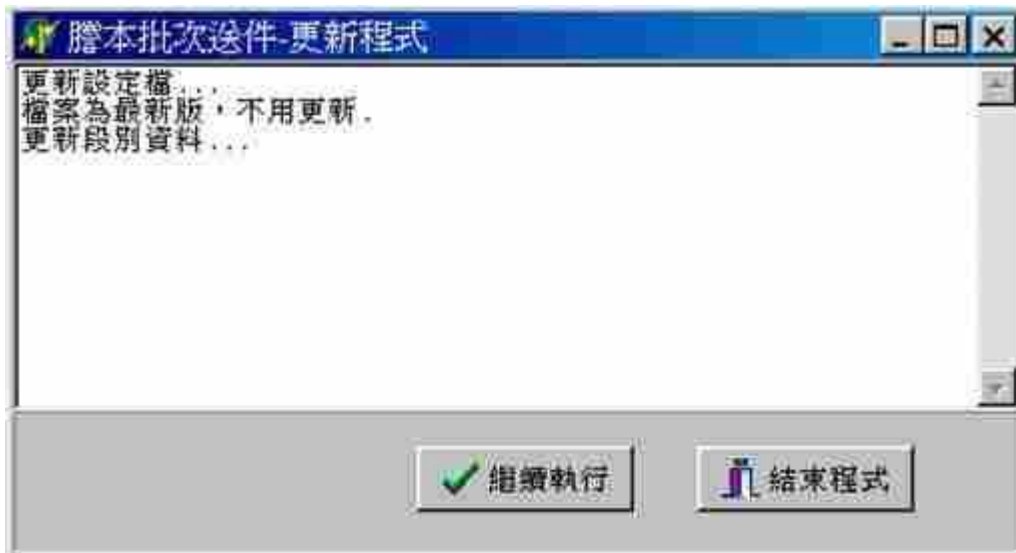 謄本批次送件-更新程式
更新設定檔...
檔案為最新版，不用更新.
更新段別資料...
繼續執行
結束程式